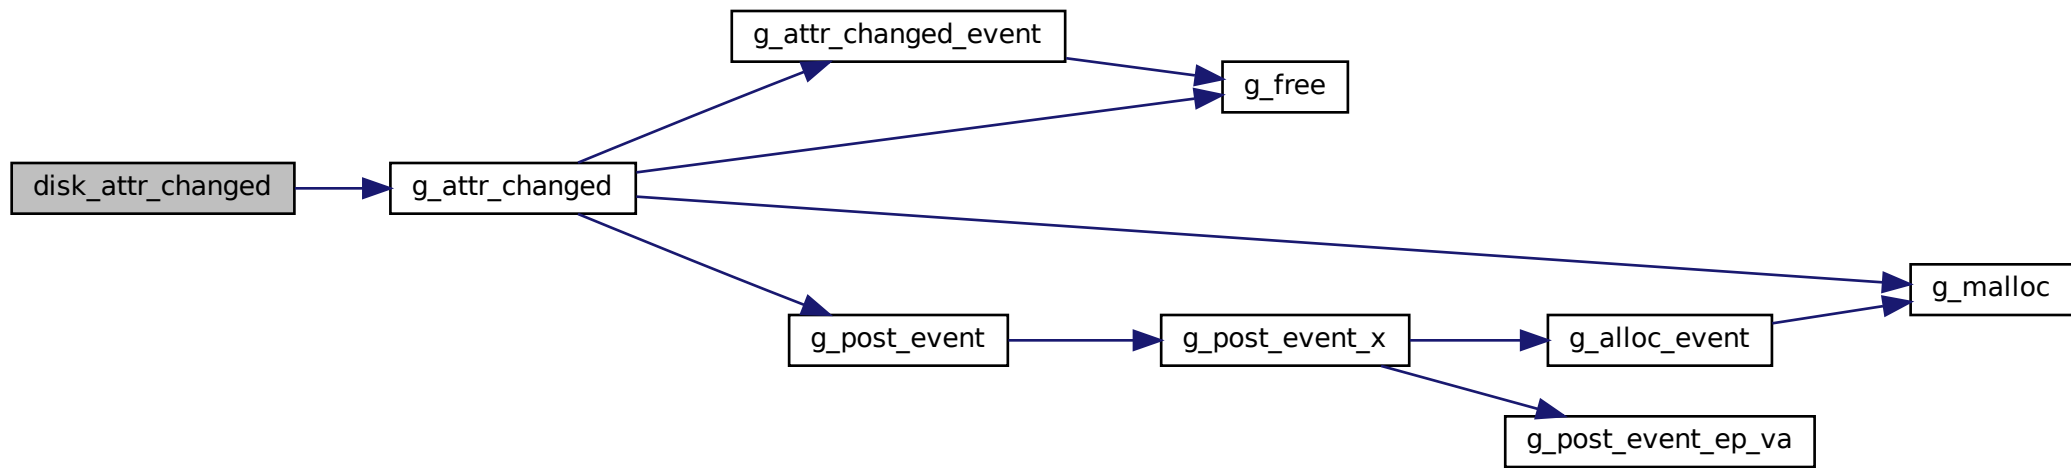 g_attr_changed_event
g_free
disk_attr_changed
g_attr_changed
g_malloc
g_post_event
g_post_event_x
g_alloc_event
g_post_event_ep_va